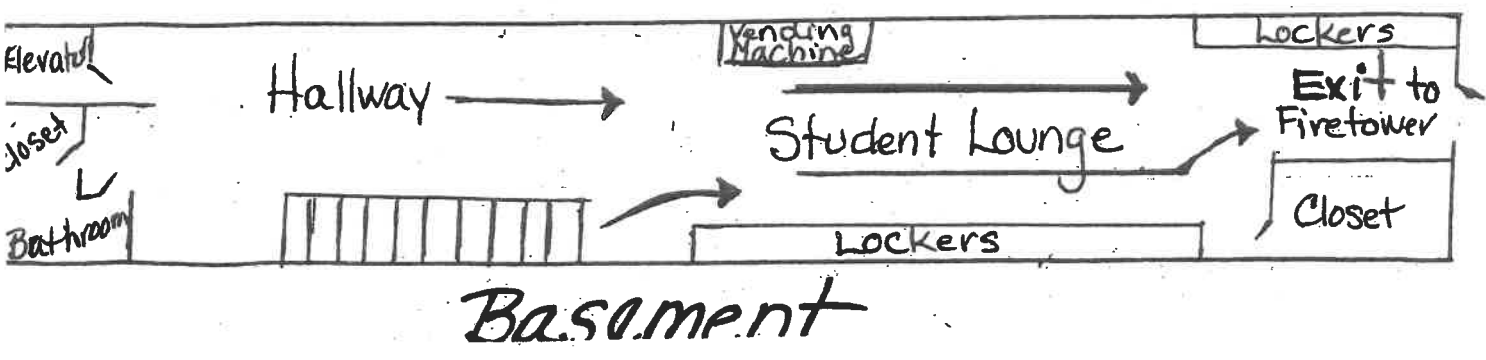 Elevator
Closet
Bathroom
Hallway
Vending
Machine
Student Lounge
Lockers
Lockers
Exit to
Firetower
Closet
Basement